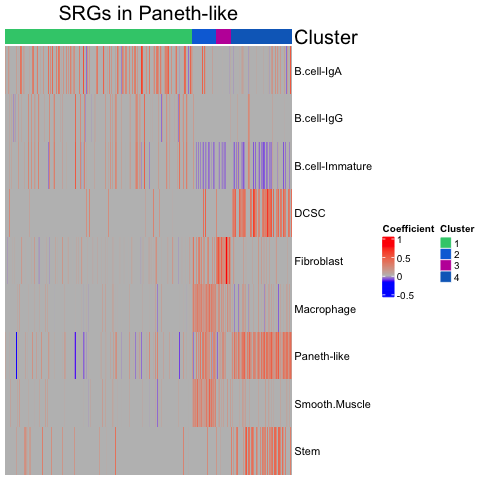 SRGs in Paneth-like
Cluster
B.cell-IgA
B.cell-IgG
B.cell-Immature
DCSC
Fibroblast
Macrophage
Paneth-like
Smooth.Muscle
Stem
Coefficient
1
0.5
0
-0.5
Cluster
1
2
3
4